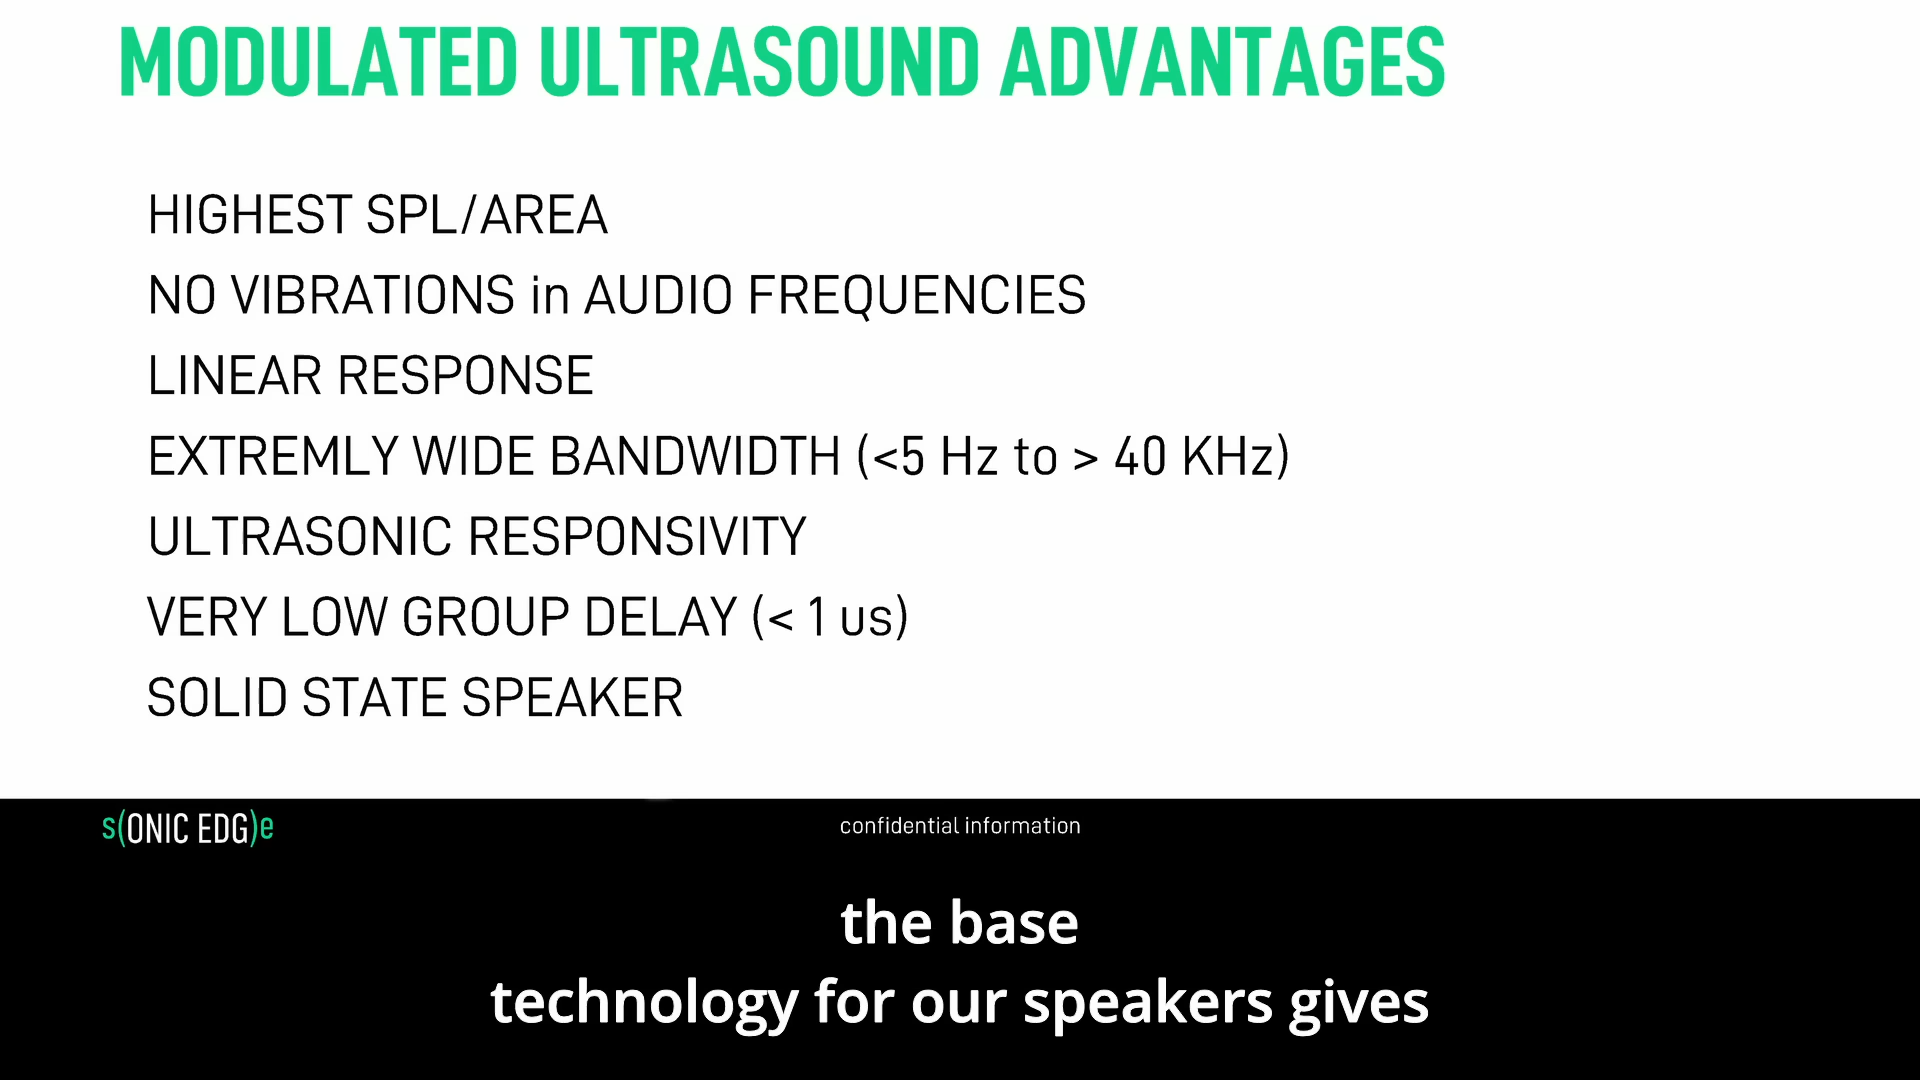 MODULATED ULTRASOUND ADVANTAGES
HIGHEST SPL/AREA
NO VIBRATIONS in AUDIO FREQUENCIES
LINEAR RESPONSE
EXTREMLY WIDE BANDWIDTH (<5 Hz to > 40 KHz)
ULTRASONIC RESPONSIVITY
VERY LOW GROUP DELAY (< 1 us)
SOLID STATE SPEAKER
s(ONIC EDG)e
confidential information
the base
technology for our speakers gives